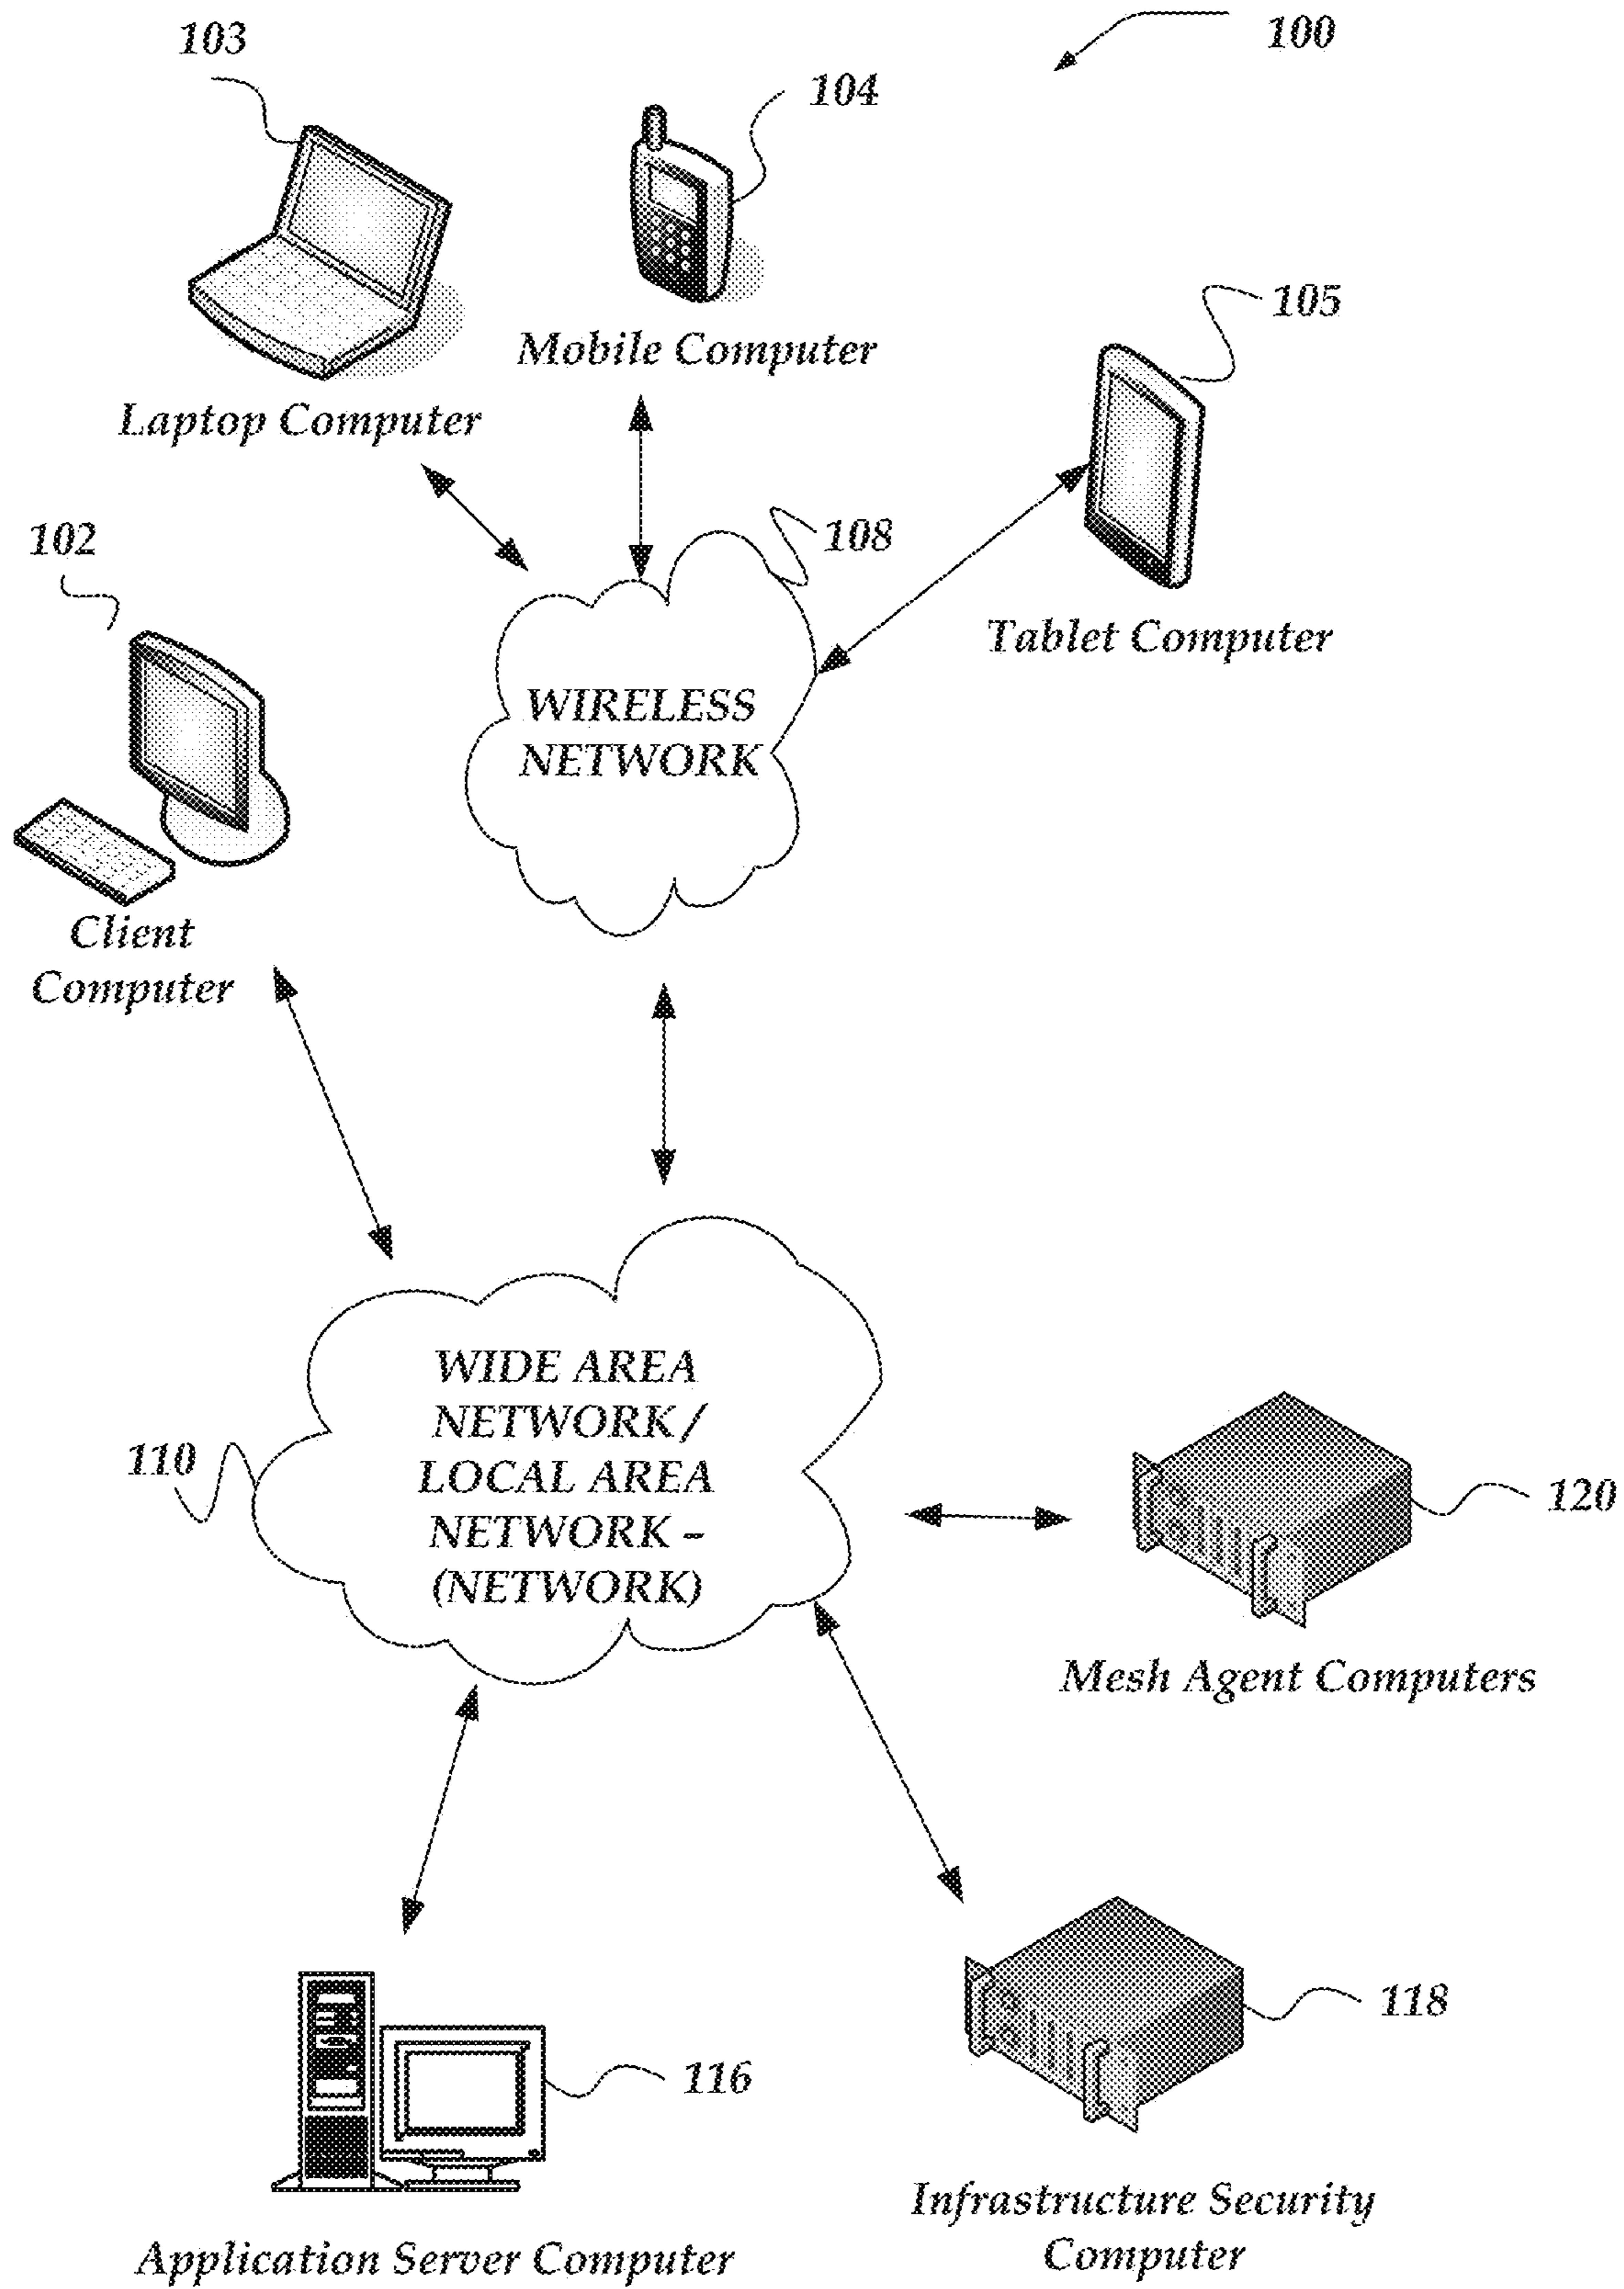 100
103
104
105
Mobile Computer
Laptop Computer
102
108
Tablet Computer
WIRELESS
NETWORK
Client
Computer
WIDE AREA
NETWORK /
LOCAL AREA
NETWORK –
(NETWORK)
110
120
Mesh Agent Computers
118
116
Infrastructure Security
Computer
Application Server Computer